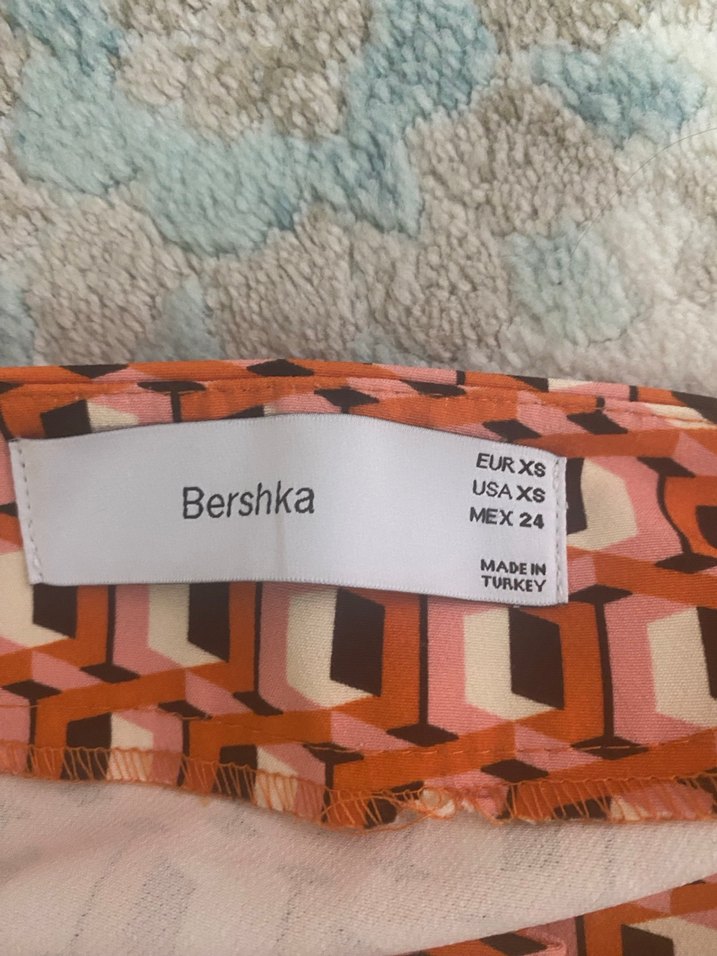 Bershka
EUR XS
USA XS
MEX 24
MADE IN
TURKEY